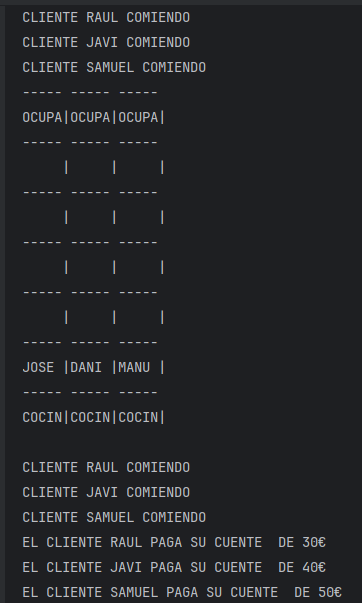 CLIENTE RAUL COMIENDO
CLIENTE JAVI COMIENDO
CLIENTE SAMUEL COMIENDO
----- ----- -----
OCUPA|OCUPA|OCUPA|
----- ----- -----
     |     |     |
----- ----- -----
     |     |     |
----- ----- -----
     |     |     |
----- ----- -----
     |     |     |
----- ----- -----
JOSE |DANI |MANU |
----- ----- -----
COCIN|COCIN|COCIN|
CLIENTE RAUL COMIENDO
CLIENTE JAVI COMIENDO
CLIENTE SAMUEL COMIENDO
EL CLIENTE RAUL PAGA SU CUENTE  DE 30€
EL CLIENTE JAVI PAGA SU CUENTE  DE 40€
EL CLIENTE SAMUEL PAGA SU CUENTE  DE 50€